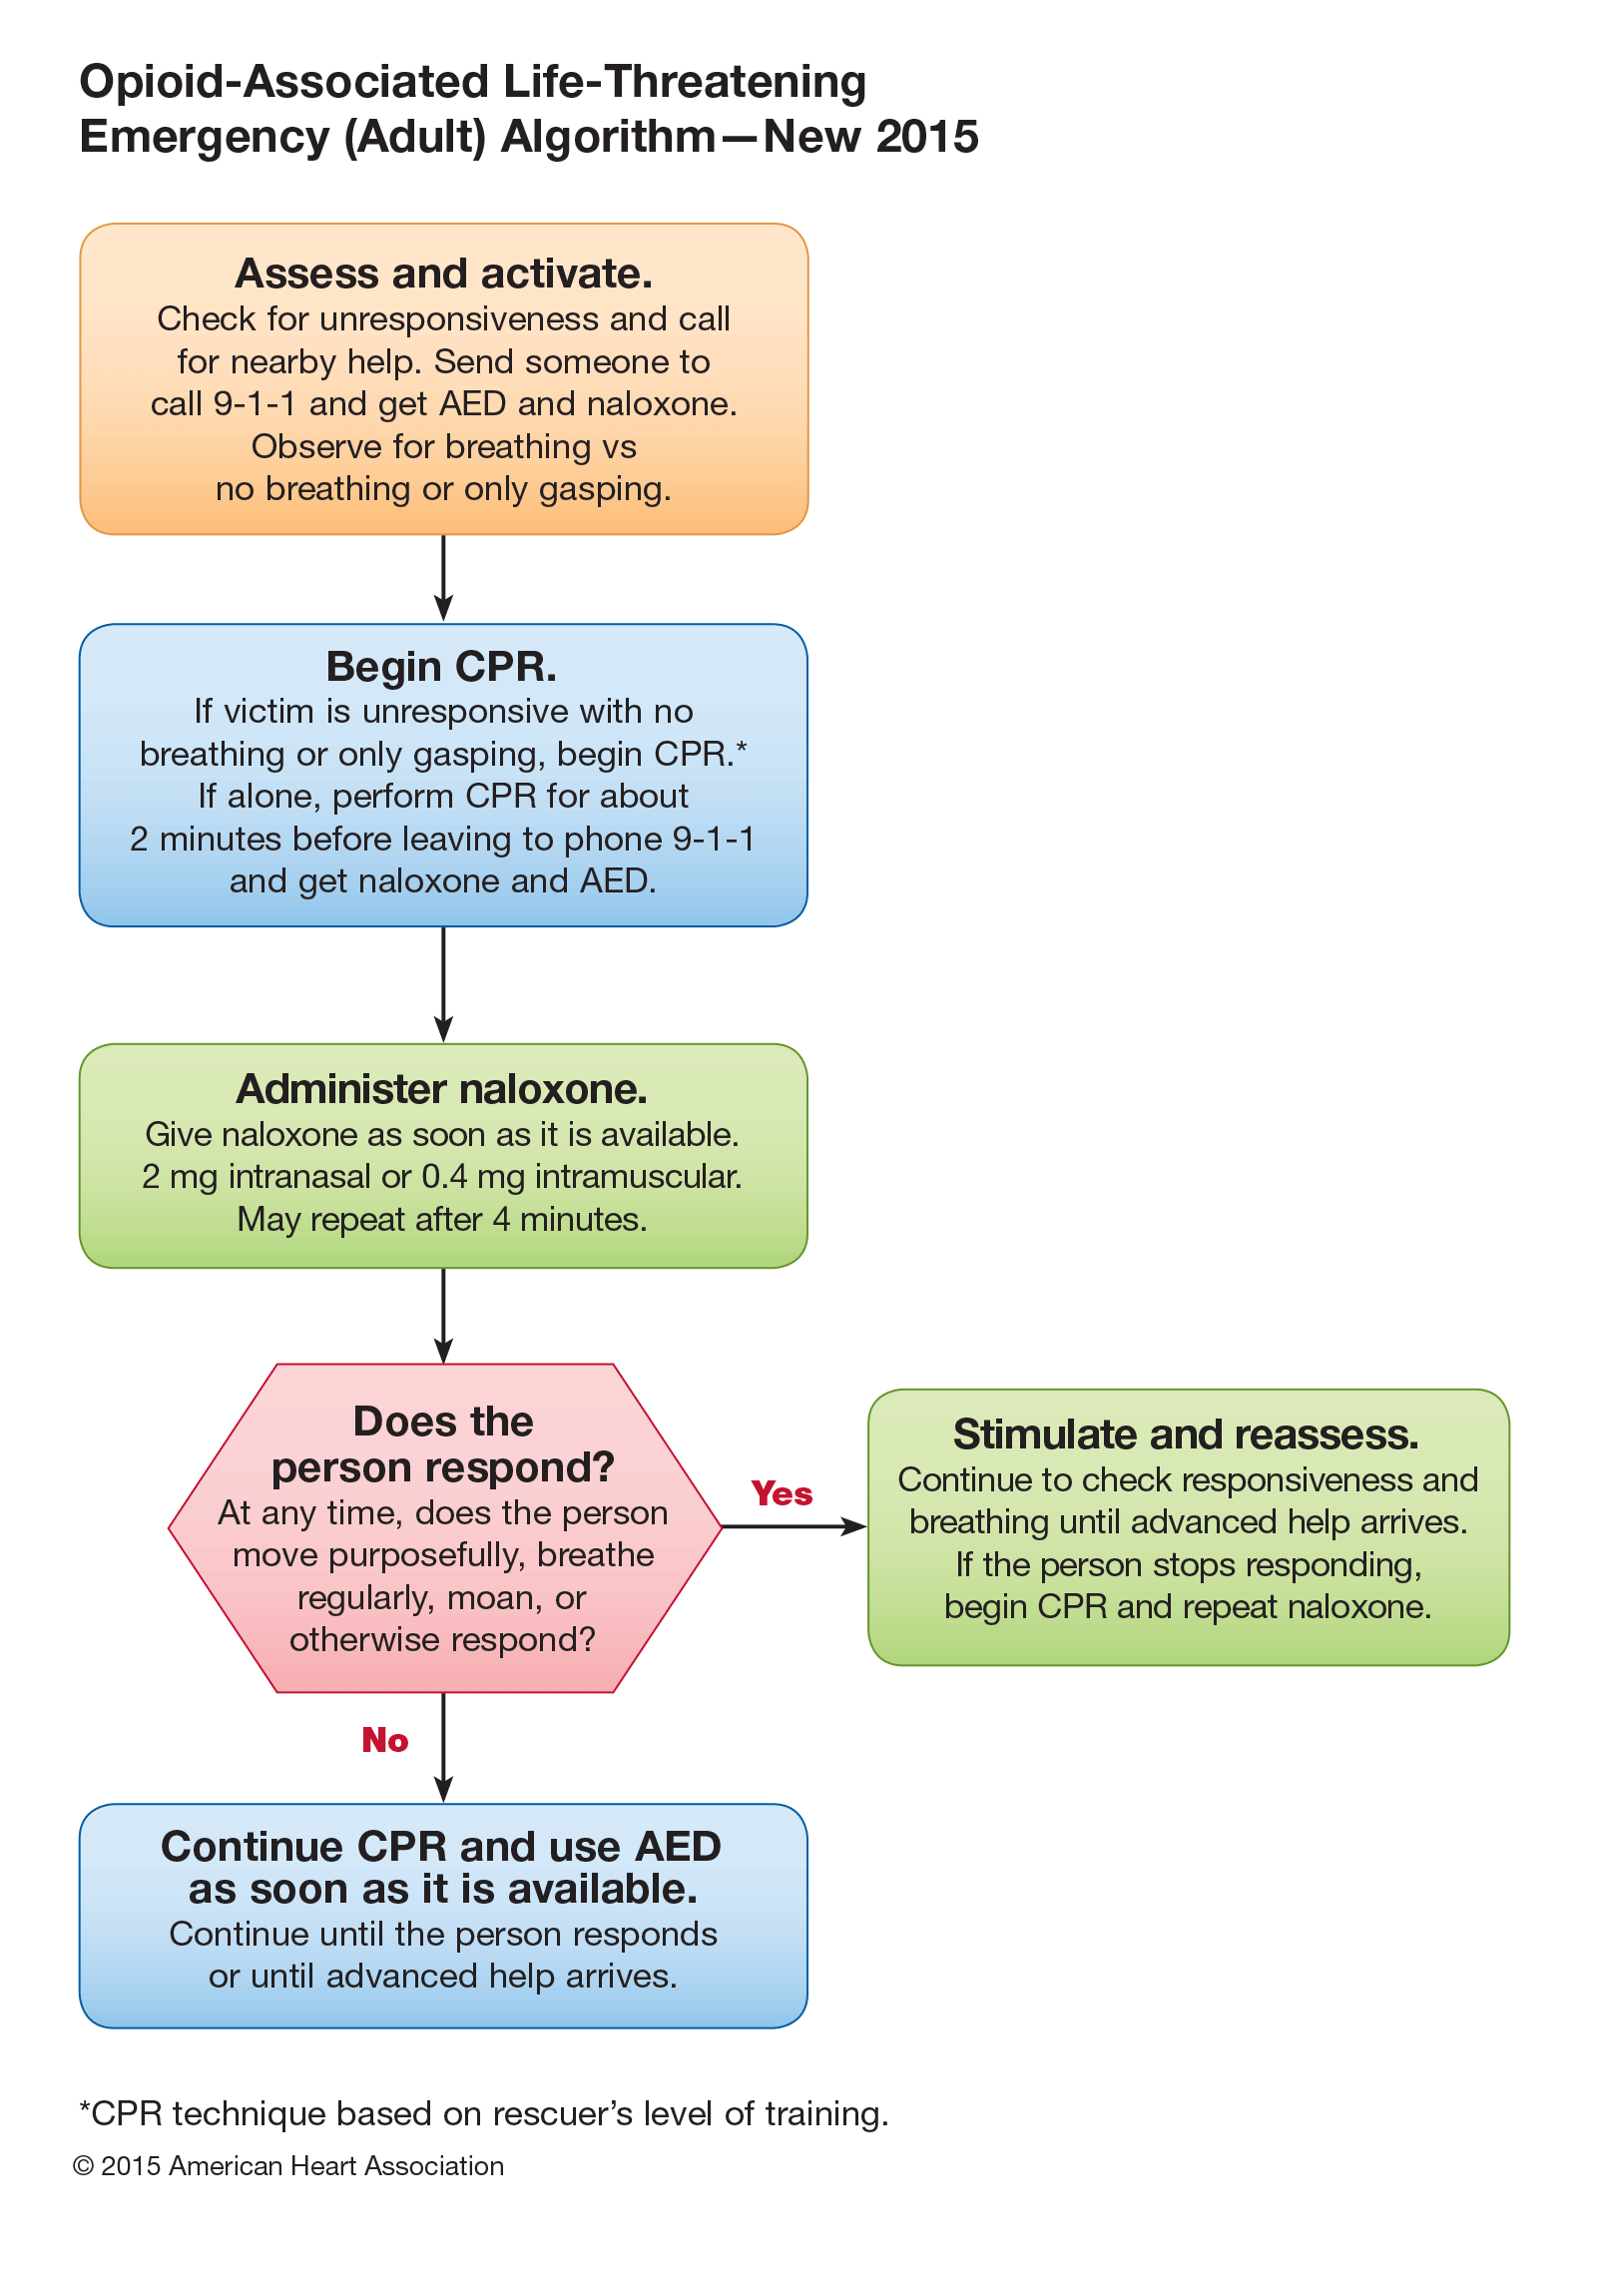 Opioid-Associated Life-Threatening
Emergency (Adult) Algorithm—New 2015
Assess and activate.
Check for unresponsiveness and call
for nearby help. Send someone to
call 9-1-1 and get AED and naloxone.
Observe for breathing vs
no breathing or only gasping.
Begin CPR.
If victim is unresponsive with no
breathing or only gasping, begin CPR.*
If alone, perform CPR for about
2 minutes before leaving to phone 9-1-1
and get naloxone and AED.
Administer naloxone.
Give naloxone as soon as it is available.
2 mg intranasal or 0.4 mg intramuscular.
May repeat after 4 minutes.
Does the
person respond?
At any time, does the person
move purposefully, breathe
regularly, moan, or
otherwise respond?
Yes
Stimulate and reassess.
Continue to check responsiveness and
breathing until advanced help arrives.
If the person stops responding,
begin CPR and repeat naloxone.
No
Continue CPR and use AED
as soon as it is available.
Continue until the person responds
or until advanced help arrives.
*CPR technique based on rescuer’s level of training.
© 2015 American Heart Association